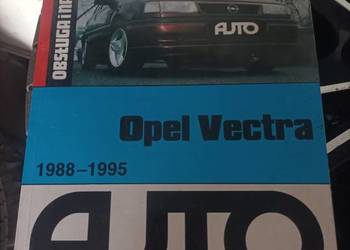 OBSŁUGA I NA
AUTO
Opel Vectra
1988-1995
AUTO